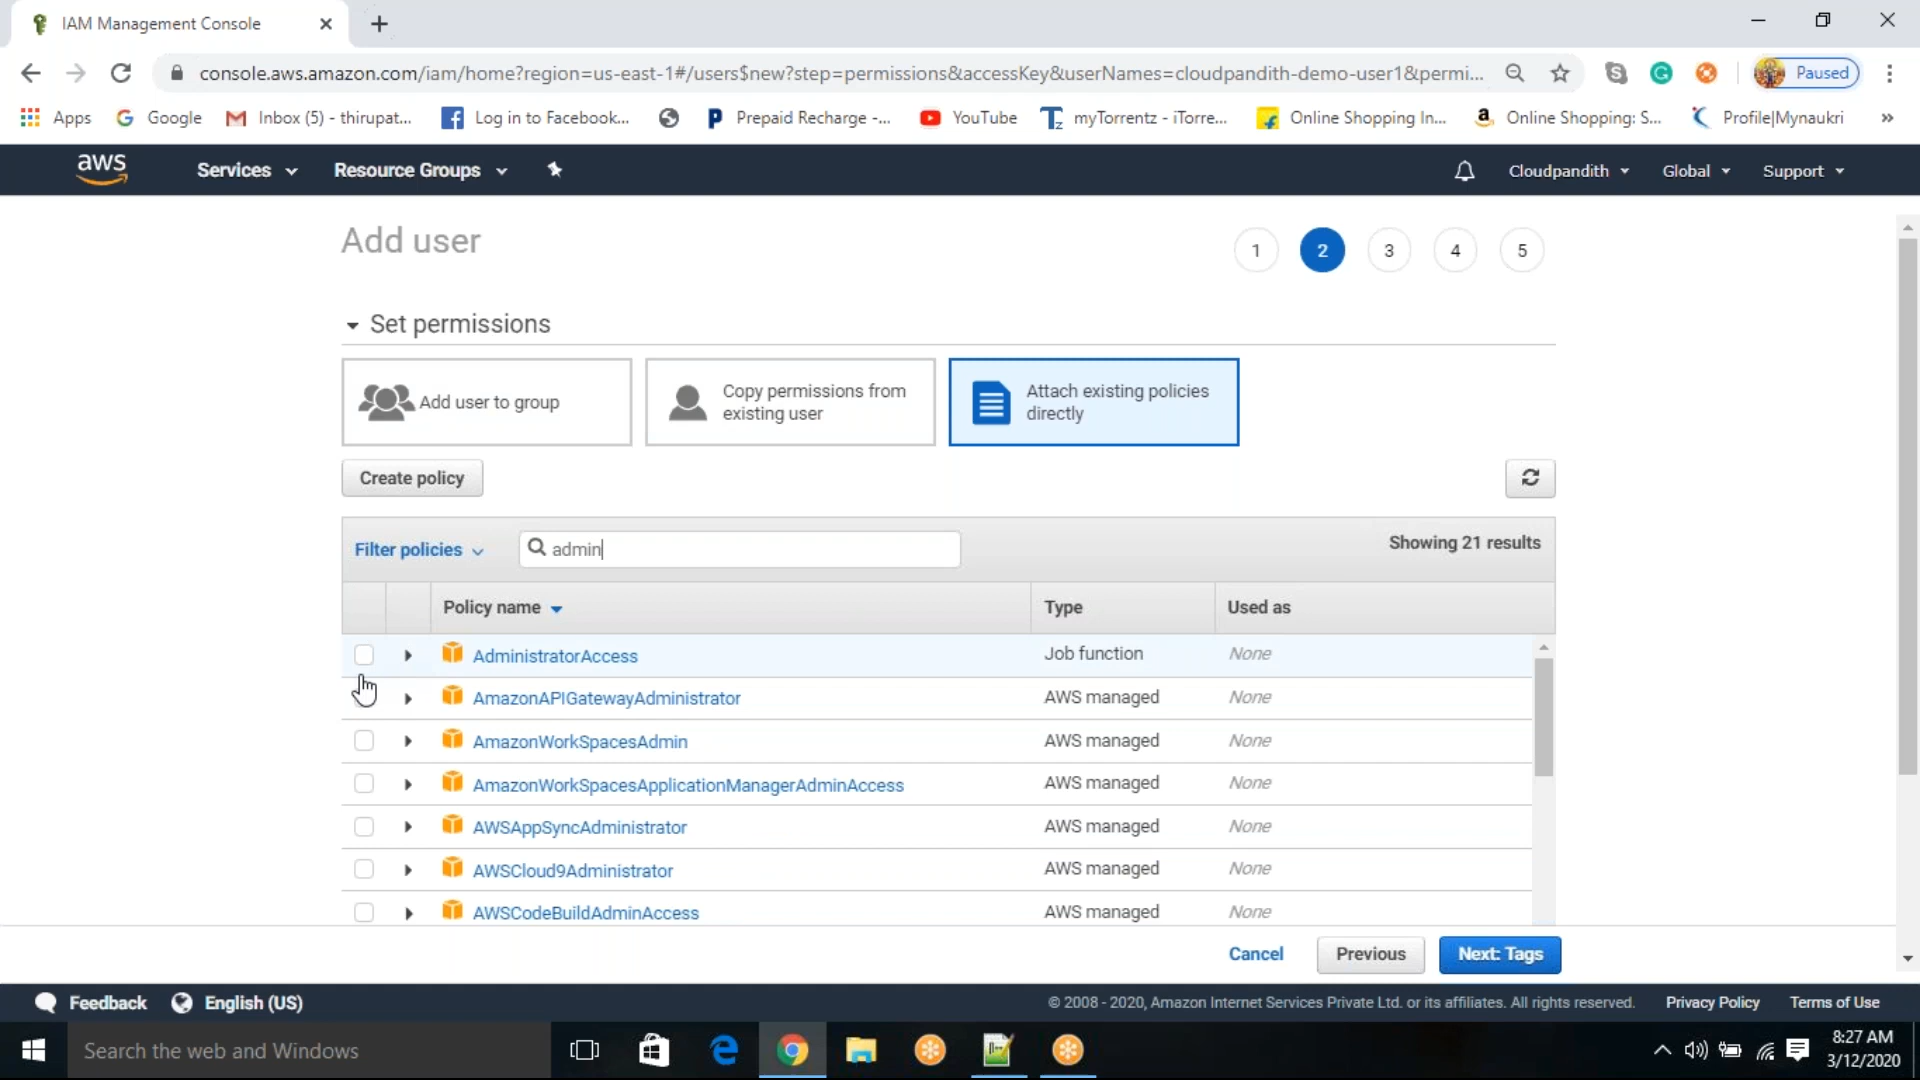 IAM Management Console
console.aws.amazon.com/iam/home?region=us-east-1#/users$new?step=permissions&accessKey&userNames=cloudpandith-demo-user1&permi...
Paused
Apps
Google
Inbox (5) - thirupat...
Log in to Facebook...
Prepaid Recharge -...
YouTube
myTorrentz - iTorre...
Online Shopping In...
Online Shopping: S...
Profile|Mynaukri
»
aws
Services
Resource Groups
Cloudpandith
Global
Support
Add user
1
2
3
4
5
Set permissions
Add user to group
Copy permissions from
existing user
Attach existing policies
directly
Create policy
Filter policies
admin
Showing 21 results
Policy name
Type
Used as
AdministratorAccess
Job function
None
AmazonAPIGatewayAdministrator
AWS managed
None
AmazonWorkSpacesAdmin
AWS managed
None
AmazonWorkSpacesApplicationManagerAdminAccess
AWS managed
None
AWSAppSyncAdministrator
AWS managed
None
AWSCloud9Administrator
AWS managed
None
AWSCodeBuildAdminAccess
AWS managed
None
Cancel
Previous
Next: Tags
Feedback
English (US)
© 2008 - 2020, Amazon Internet Services Private Ltd. or its affiliates. All rights reserved.
Privacy Policy
Terms of Use
Search the web and Windows
8:27 AM
3/12/2020